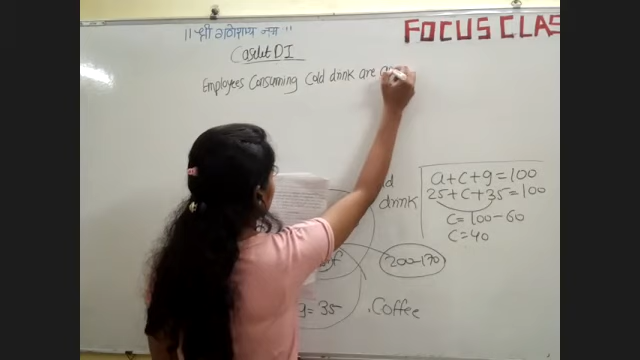 ॥ श्री गणेशाय नमः ॥
FOCUS CLAS
Caselet DI
Employees Consuming Cold drink are
drink
a+c+g=100
25+c+35=100
c=100-60
c=40
200-170
g=35
Coffee